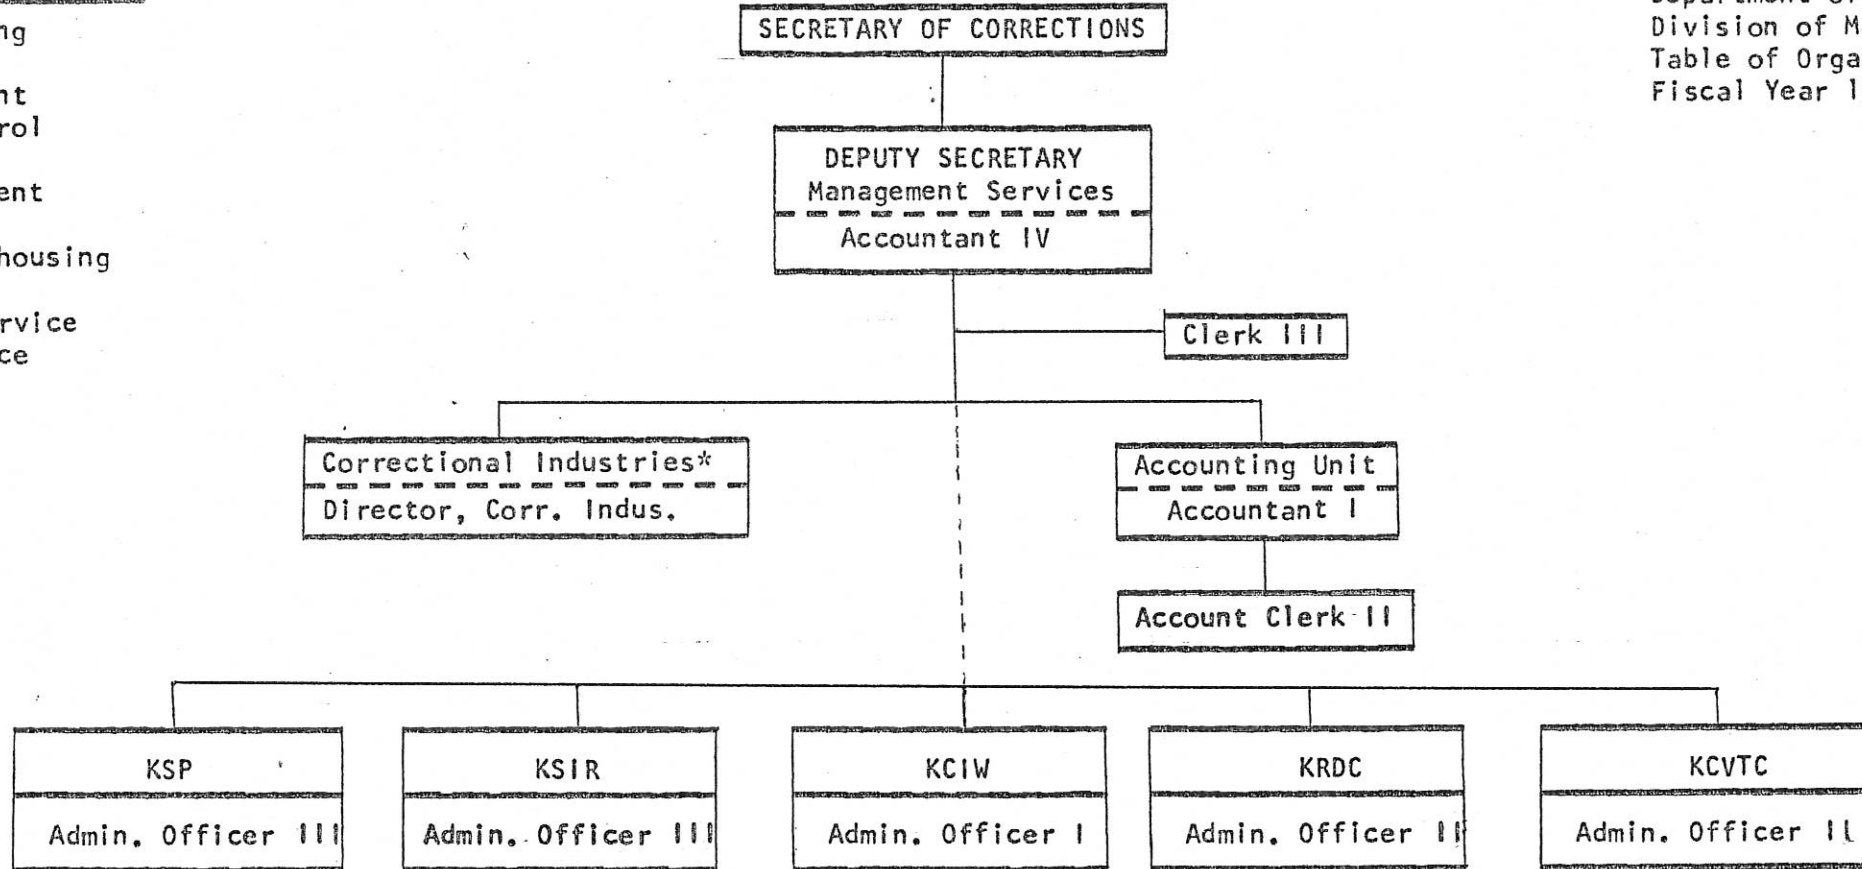 ng
nt
rol
ent
housing
rvice
ce
Division of M
Table of Orga
Fiscal Year 1
SECRETARY OF CORRECTIONS
DEPUTY SECRETARY
Management Services
Accountant IV
Clerk III
Correctional Industries*
Director, Corr. Indus.
Accounting Unit
Accountant I
Account Clerk II
KSP
Admin. Officer III
KSIR
Admin. Officer III
KCIW
Admin. Officer I
KRDC
Admin. Officer II
KCVTC
Admin. Officer II